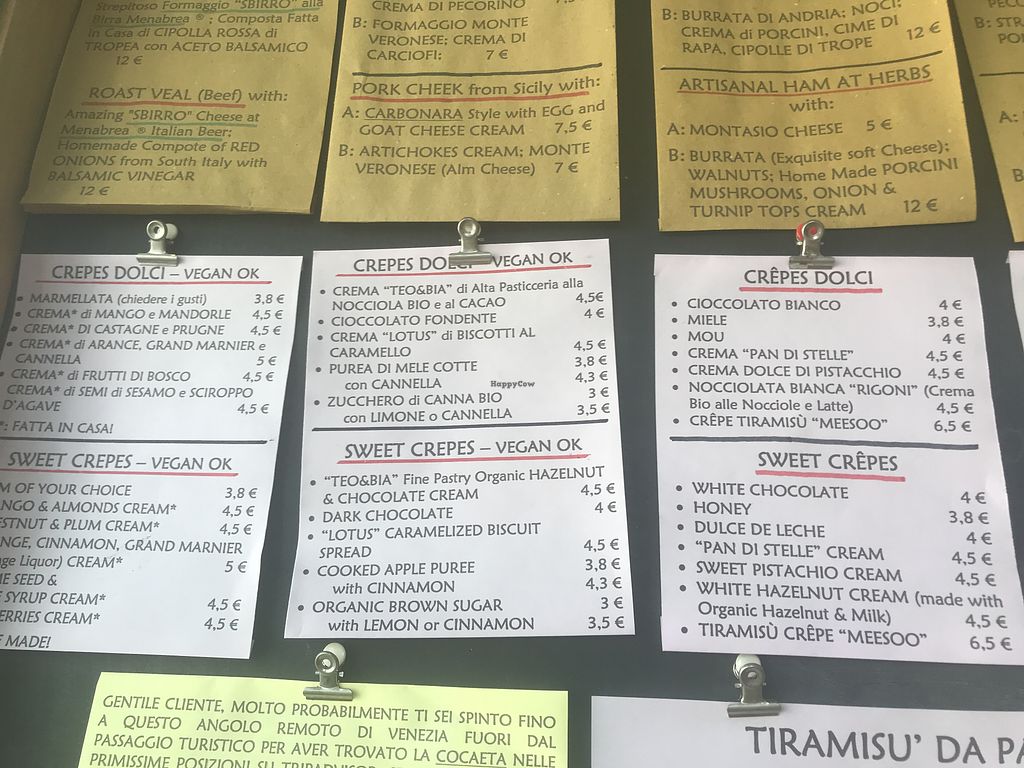 Strepitoso Formaggio "SBIRRO" alla
Birra Menabrea ®; Composta Fatta
in Casa di CIPOLLA ROSSA di
TROPEA con ACETO BALSAMICO
12 €
ROAST VEAL (Beef) with:
Amazing "SBIRRO" Cheese at
Menabrea ® Italian Beer;
Homemade Compote of RED
ONIONS from South Italy with
BALSAMIC VINEGAR
12 €
CREMA DI PECORINO
B: FORMAGGIO MONTE
VERONESE; CREMA DI
CARCIOFI: 7 €
PORK CHEEK from Sicily with:
A: CARBONARA Style with EGG and
GOAT CHEESE CREAM 7,5 €
B: ARTICHOKES CREAM; MONTE
VERONESE (Alm Cheese) 7 €
B: BURRATA DI ANDRIA; NOCI;
CREMA di PORCINI, CIME DI
RAPA, CIPOLLE DI TROPE 12 €
ARTISANAL HAM AT HERBS
with:
A: MONTASIO CHEESE 5 €
B: BURRATA (Exquisite soft Cheese);
WALNUTS; Home Made PORCINI
MUSHROOMS, ONION &
TURNIP TOPS CREAM 12 €
B: STR
A:
B
CREPES DOLCI – VEGAN OK
• MARMELLATA (chiedere i gusti) 3,8 €
• CREMA* di MANGO e MANDORLE 4,5 €
CREMA* DI CASTAGNE e PRUGNE 4,5 €
CREMA* di ARANCE, GRAND MARNIER e
CANNELLA 5 €
• CREMA* di FRUTTI DI BOSCO 4,5 €
CREMA* di SEMI di SESAMO e SCIROPPO
D'AGAVE 4,5 €
*: FATTA IN CASA!
SWEET CREPES – VEGAN OK
M OF YOUR CHOICE 3,8 €
NGO & ALMONDS CREAM* 4,5 €
ESTNUT & PLUM CREAM* 4,5 €
NGE, CINNAMON, GRAND MARNIER
nge Liquor) CREAM* 5 €
ME SEED &
E SYRUP CREAM* 4,5 €
ERRIES CREAM* 4,5 €
E MADE!
CREPES DOLCI – VEGAN OK
• CREMA "TEO&BIA" di Alta Pasticceria alla
NOCCIOLA BIO e al CACAO 4,5€
• CIOCCOLATO FONDENTE 4 €
• CREMA "LOTUS" di BISCOTTI AL
CARAMELLO 4,5 €
• PUREA DI MELE COTTE 3,8 €
con CANNELLA 4,3 €
HappyCow
• ZUCCHERO di CANNA BIO 3 €
con LIMONE o CANNELLA 3,5 €
SWEET CREPES – VEGAN OK
• "TEO&BIA" Fine Pastry Organic HAZELNUT
& CHOCOLATE CREAM 4,5 €
• DARK CHOCOLATE 4 €
• "LOTUS" CARAMELIZED BISCUIT
SPREAD 4,5 €
• COOKED APPLE PUREE 3,8 €
with CINNAMON 4,3 €
• ORGANIC BROWN SUGAR 3 €
with LEMON or CINNAMON 3,5 €
CRÊPES DOLCI
• CIOCCOLATO BIANCO 4 €
• MIELE 3,8 €
• MOU 4 €
• CREMA "PAN DI STELLE" 4,5 €
• CREMA DOLCE DI PISTACCHIO 4,5 €
• NOCCIOLATA BIANCA "RIGONI" (Crema
Bio alle Nocciole e Latte) 4,5 €
• CRÊPE TIRAMISÙ "MEESOO" 6,5 €
SWEET CRÊPES
• WHITE CHOCOLATE 4 €
• HONEY 3,8 €
• DULCE DE LECHE 4 €
• "PAN DI STELLE" CREAM 4,5 €
• SWEET PISTACHIO CREAM 4,5 €
• WHITE HAZELNUT CREAM (made with
Organic Hazelnut & Milk) 4,5 €
• TIRAMISÙ CRÊPE "MEESOO" 6,5 €
GENTILE CLIENTE, MOLTO PROBABILMENTE TI SEI SPINTO FINO
A QUESTO ANGOLO REMOTO DI VENEZIA FUORI DAL
PASSAGGIO TURISTICO PER AVER TROVATO LA COCAETA NELLE
PRIMISSIME POSIZIONI SU TRIPADVISOR
TIRAMISU' DA PA